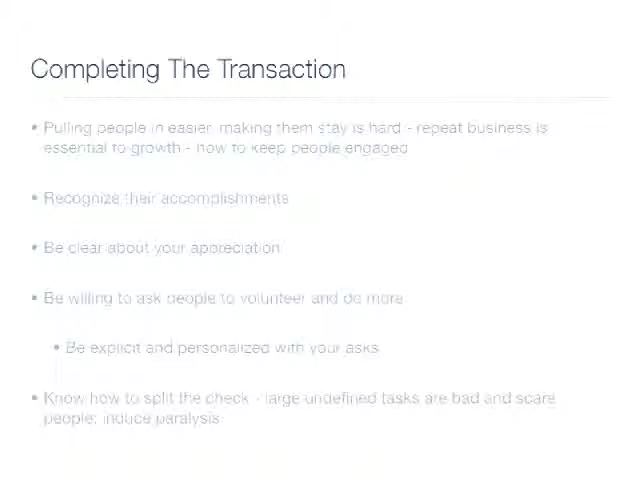 Completing The Transaction
• Pulling people in easier, making them stay is hard - repeat business is
essential to growth - how to keep people engaged
• Recognize their accomplishments
• Be clear about your appreciation
• Be willing to ask people to volunteer and do more
• Be explicit and personalized with your asks
• Know how to split the check - large undefined tasks are bad and scare
people; induce paralysis